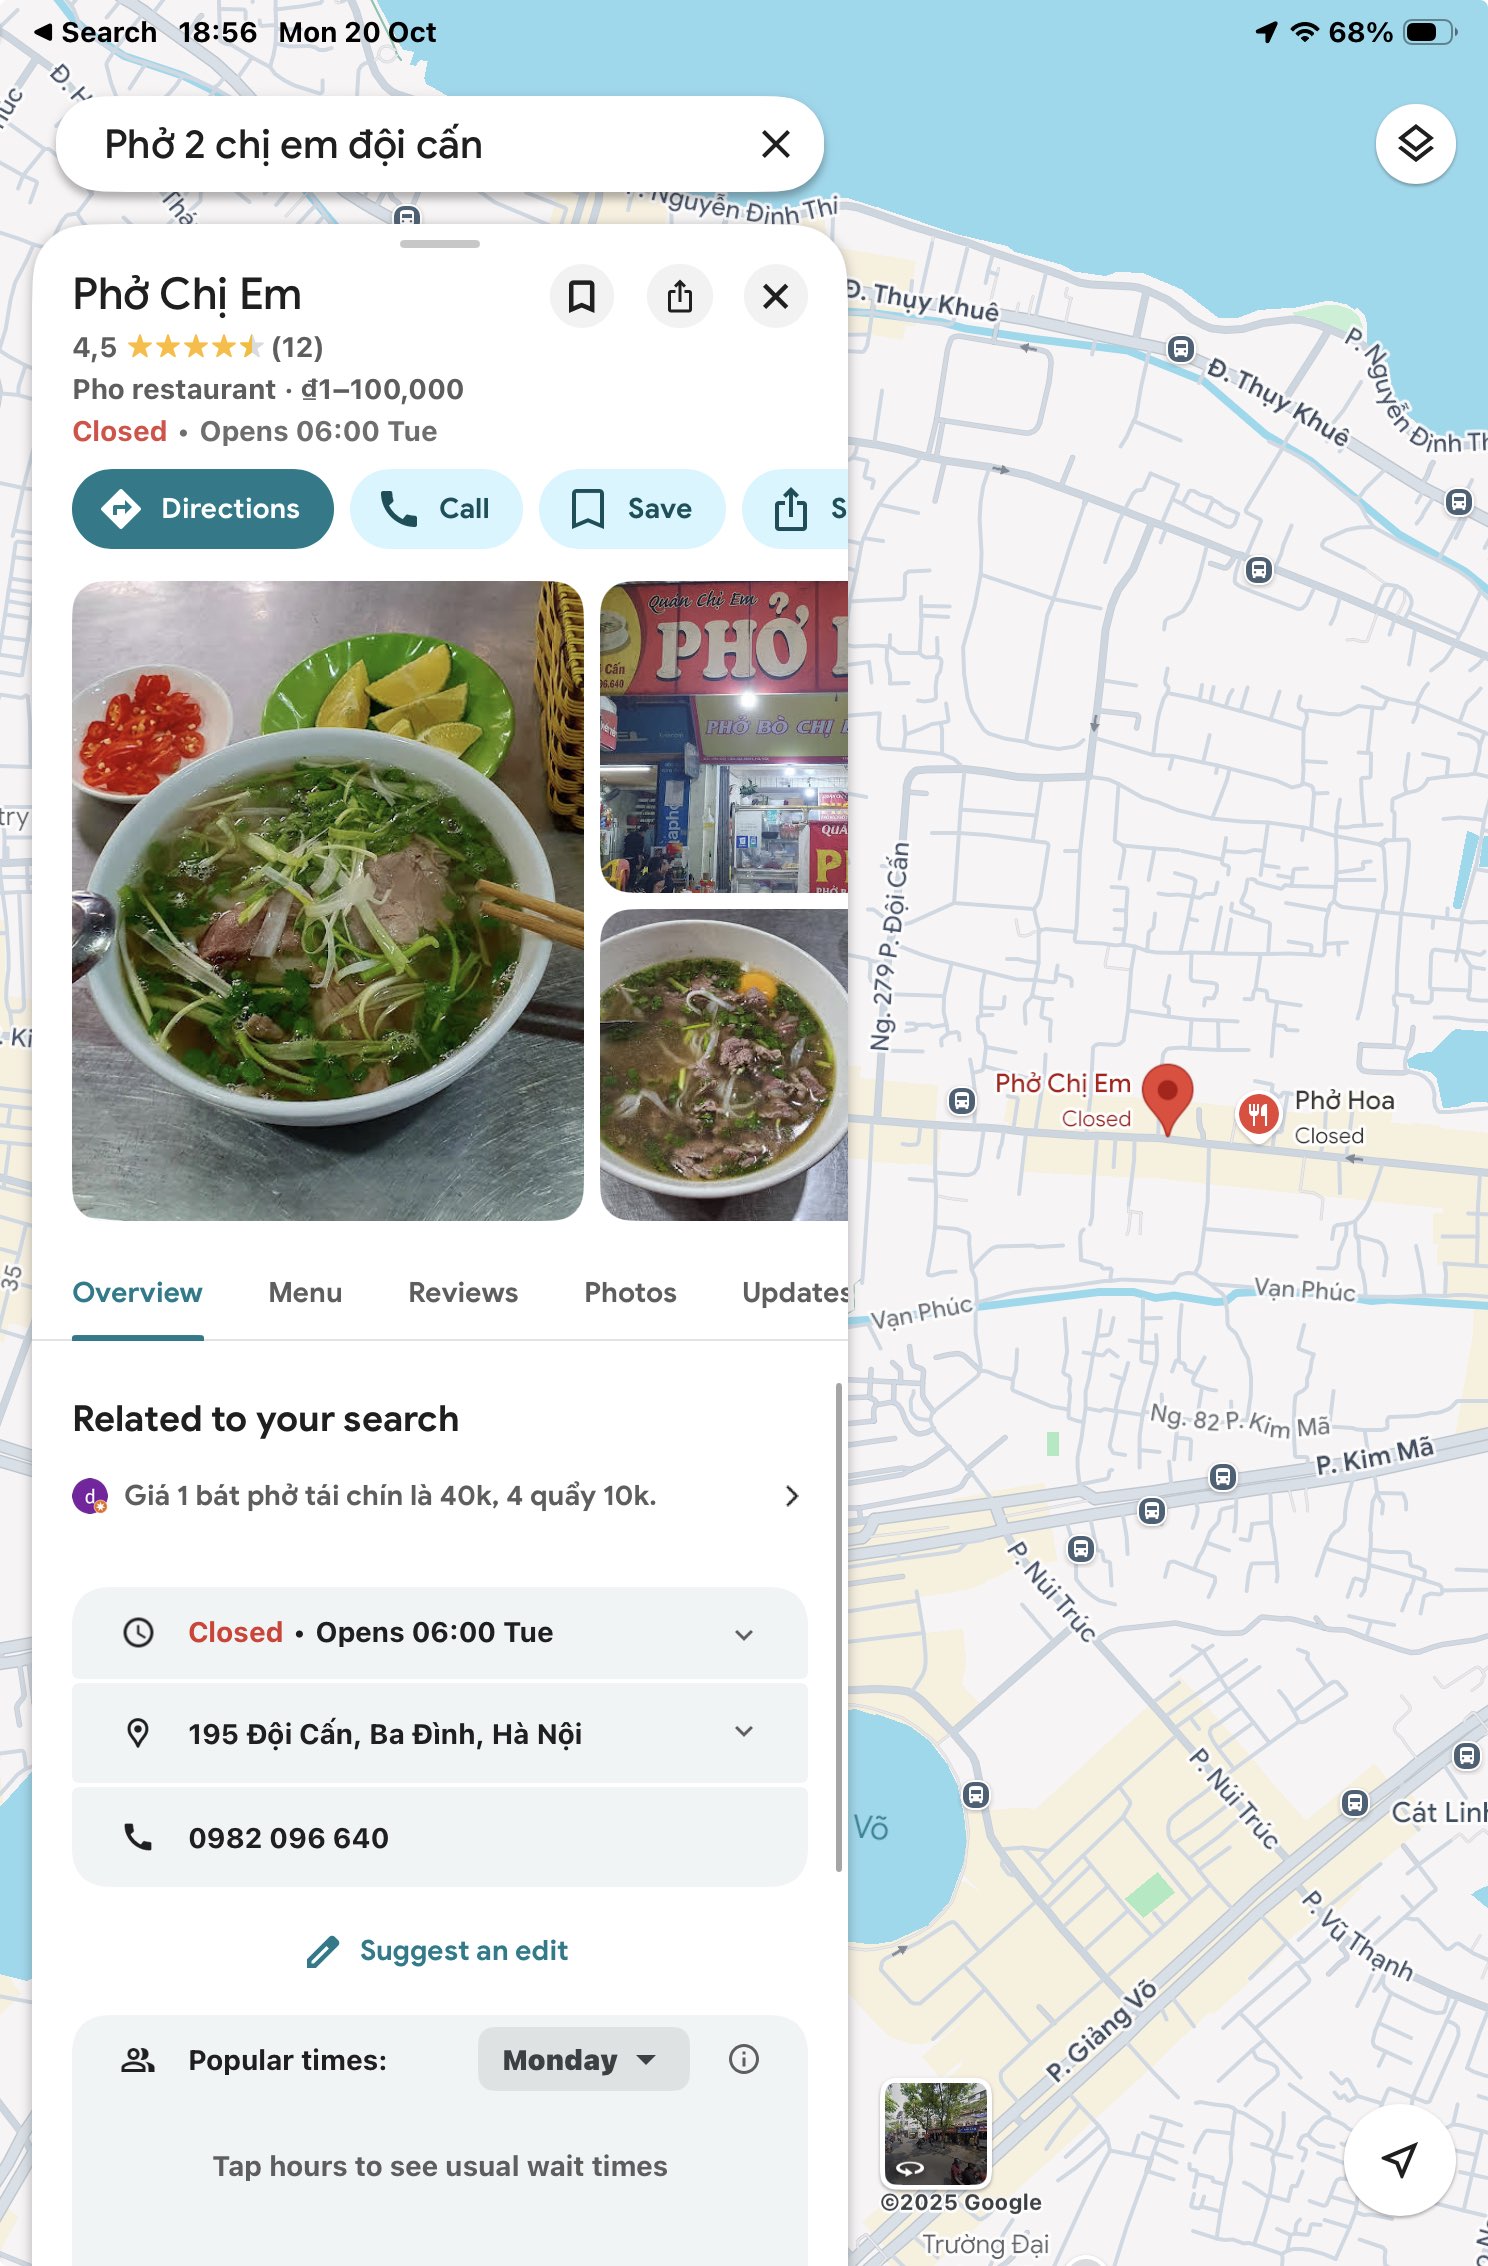 Search 18:56 Mon 20 Oct
68%
Phở 2 chị em đội cấn
Phở Chị Em
4,5 (12)
Pho restaurant · ₫1–100,000
Closed • Opens 06:00 Tue
Directions
Call
Save
S
Quán Chị Em
PHỞ
Cấn
PHỞ BÒ CHỊ
QUÁ
Overview
Menu
Reviews
Photos
Updates
Related to your search
d
Giá 1 bát phở tái chín là 40k, 4 quẩy 10k.
Closed • Opens 06:00 Tue
195 Đội Cấn, Ba Đình, Hà Nội
0982 096 640
Suggest an edit
Popular times:
Monday
Tap hours to see usual wait times
P. Nguyễn Đình Thi
Đ. Thụy Khuê
Đ. Thụy Khuê
P. Nguyễn Đình Th
Ng. 279 P. Đội Cấn
Phở Chị Em
Closed
Phở Hoa
Closed
Vạn Phúc
Vạn Phúc
Ng. 82 P. Kim Mã
P. Kim Mã
P. Núi Trúc
P. Núi Trúc
Cát Linh
Võ
P. Vũ Thạnh
P. Giảng Võ
©2025 Google
Trường Đại
35